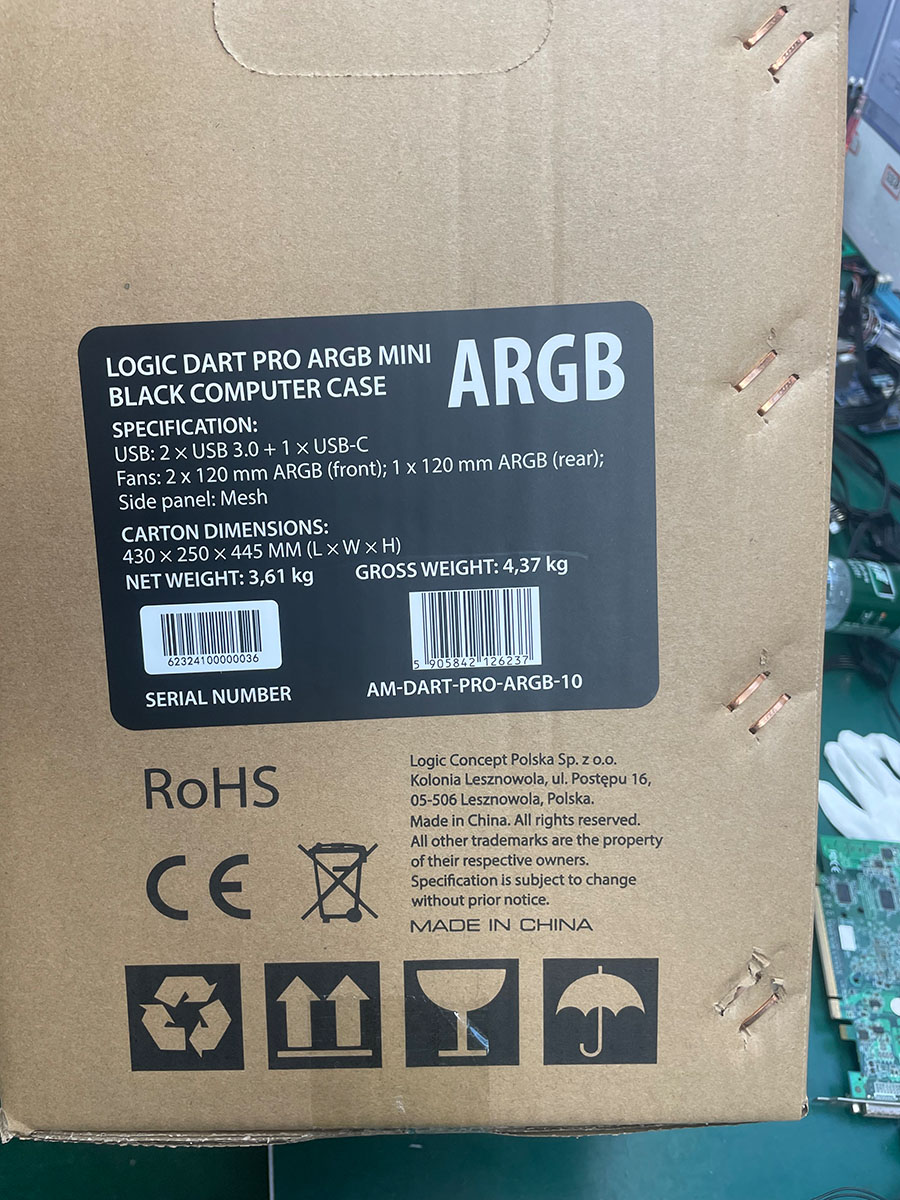 LOGIC DART PRO ARGB MINI
BLACK COMPUTER CASE
ARGB
SPECIFICATION:
USB: 2 × USB 3.0 + 1 × USB-C
Fans: 2 x 120 mm ARGB (front); 1 x 120 mm ARGB (rear);
Side panel: Mesh
CARTON DIMENSIONS:
430 × 250 × 445 MM (L × W × H)
NET WEIGHT: 3,61 kg
GROSS WEIGHT: 4,37 kg
62324100000036
5 905842 126237
SERIAL NUMBER
AM-DART-PRO-ARGB-10
RoHS
CE
Logic Concept Polska Sp. z o.o.
Kolonia Lesznowola, ul. Postępu 16,
05-506 Lesznowola, Polska.
Made in China. All rights reserved.
All other trademarks are the property
of their respective owners.
Specification is subject to change
without prior notice.
MADE IN CHINA